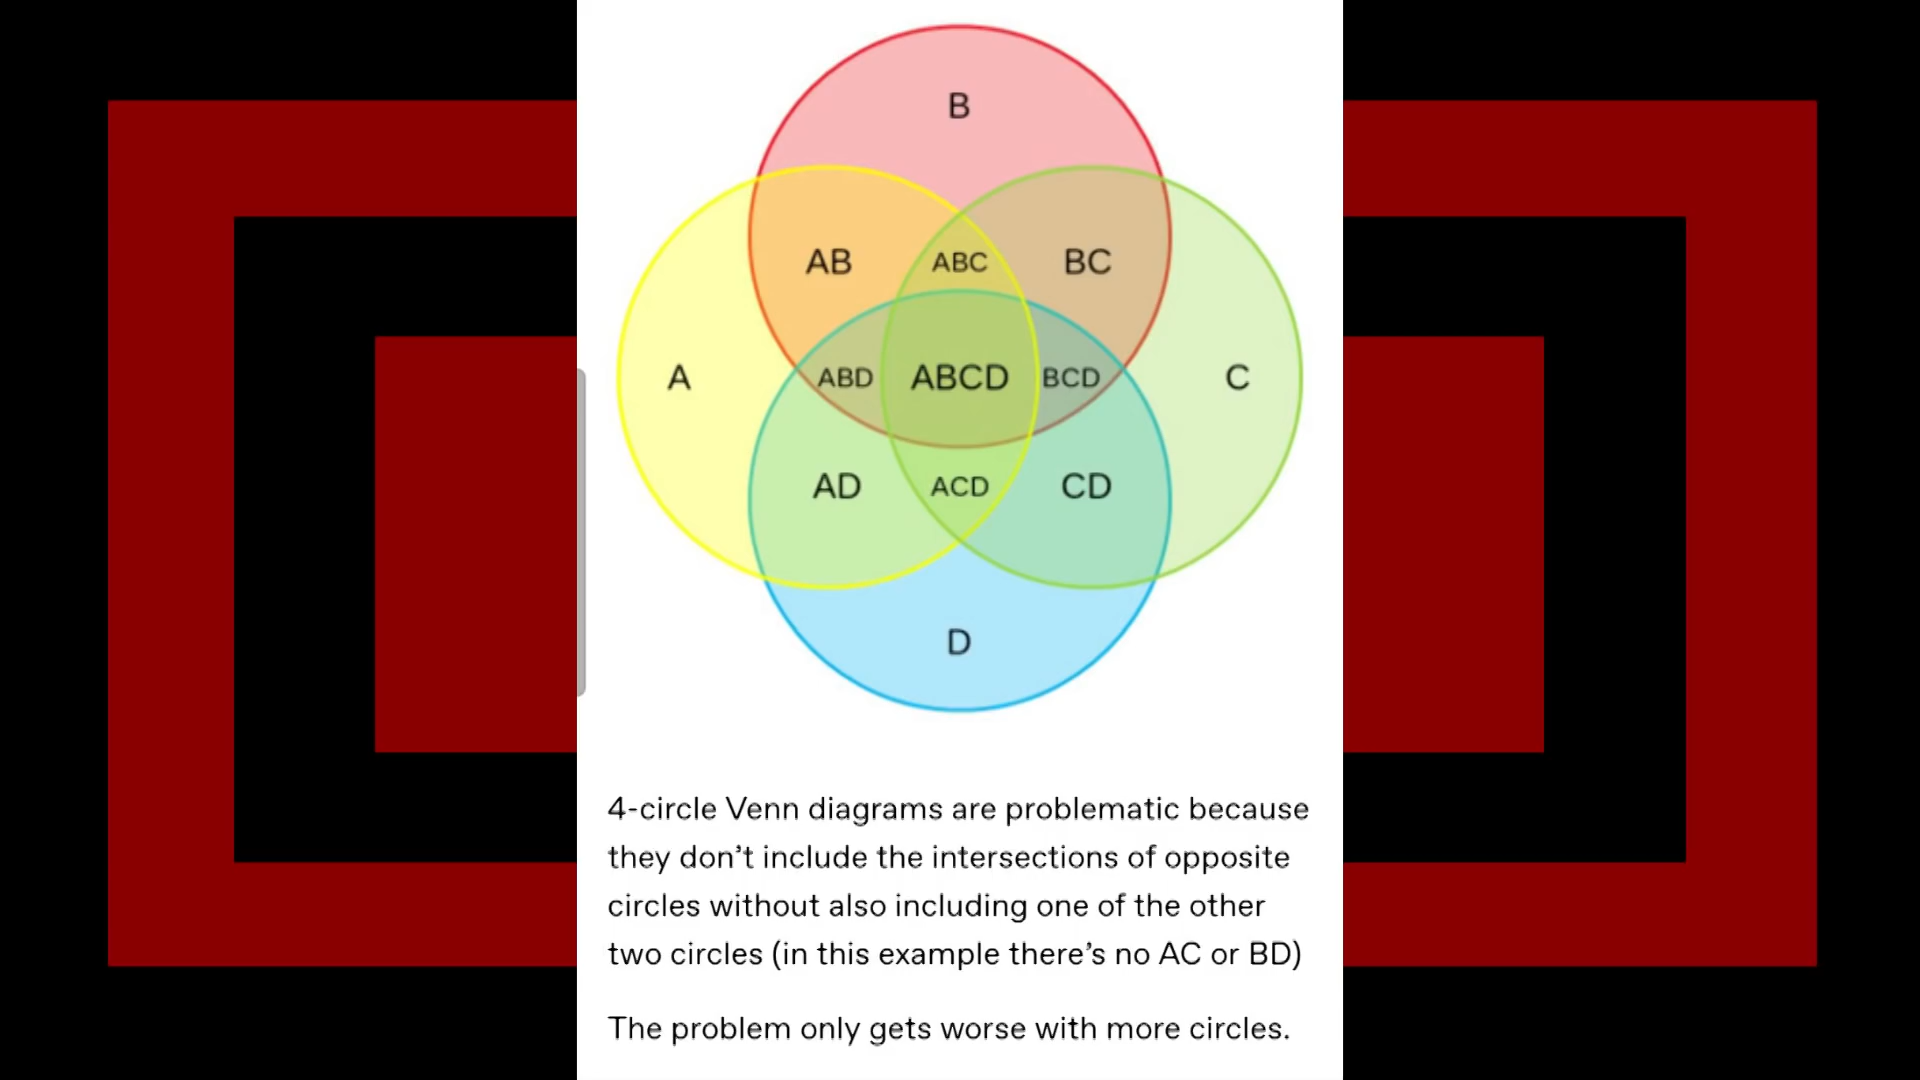 B
AB ABC BC
A ABD ABCD BCD C
AD ACD CD
D
4-circle Venn diagrams are problematic because
they don’t include the intersections of opposite
circles without also including one of the other
two circles (in this example there’s no AC or BD)
The problem only gets worse with more circles.